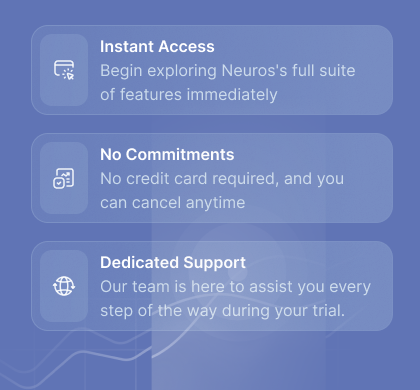 Instant Access
Begin exploring Neuros's full suite
of features immediately
No Commitments
No credit card required, and you
can cancel anytime
Dedicated Support
Our team is here to assist you every
step of the way during your trial.